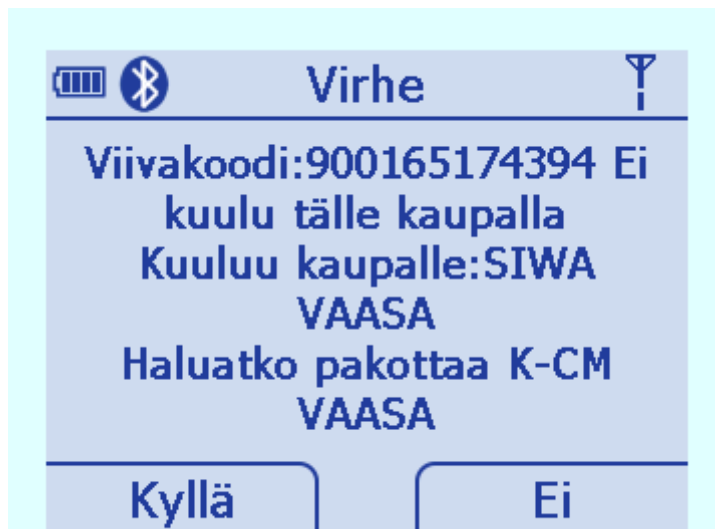 Virhe
Viivakoodi:900165174394 Ei
kuulu tälle kaupalla
Kuuluu kaupalle:SIWA
VAASA
Haluatko pakottaa K-CM
VAASA
Kyllä Ei